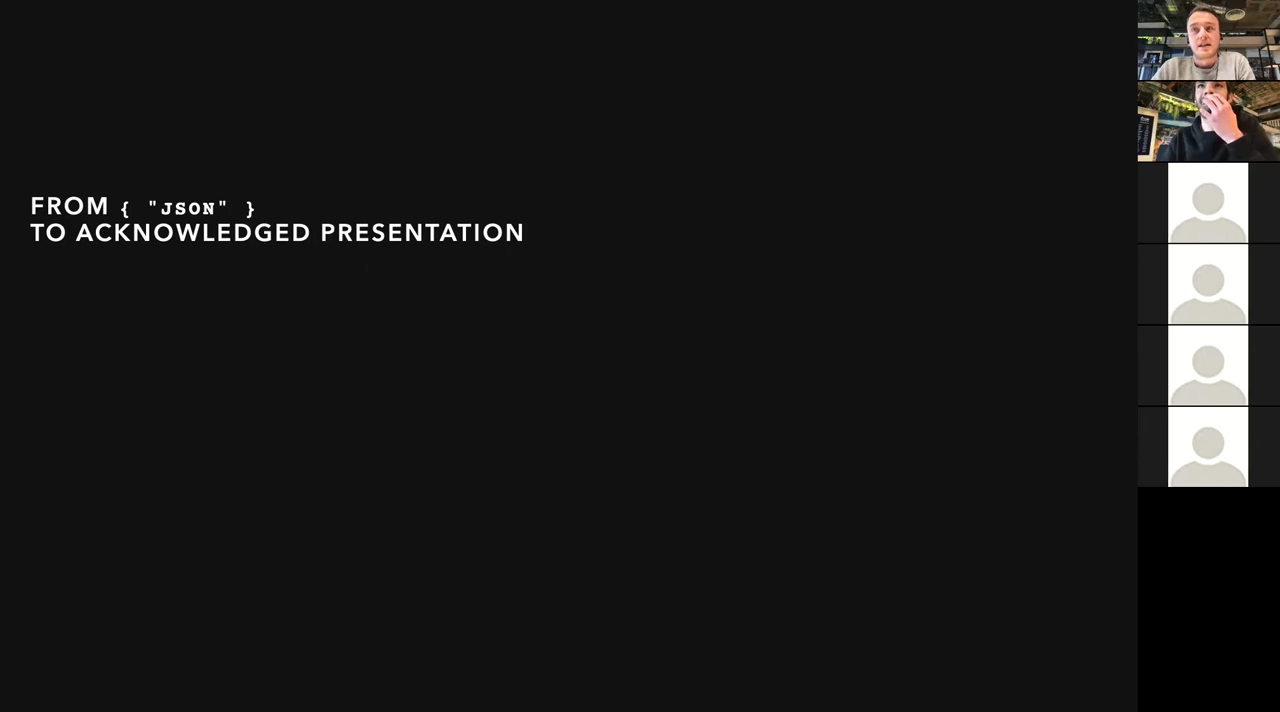 FROM { "JSON" }
TO ACKNOWLEDGED PRESENTATION